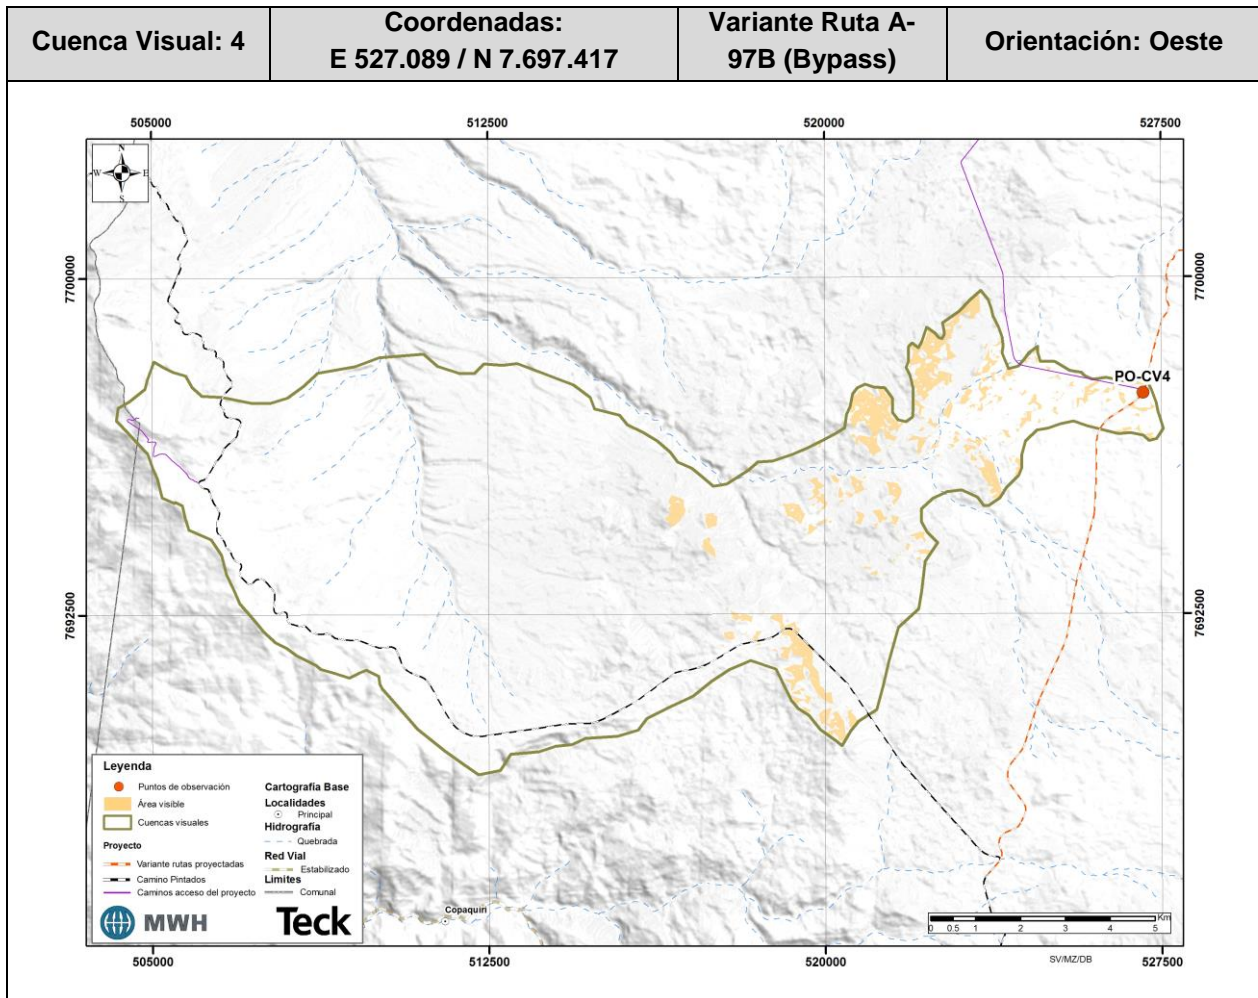 Cuenca Visual: 4
Coordenadas:
E 527.089 / N 7.697.417
Variante Ruta A-
97B (Bypass)
Orientación: Oeste
505000 512500 520000 527500
N
W E
S
7700000
7700000
PO-CV4
7692500
7692500
Leyenda
Puntos de observación
Área visible
Cuencas visuales
Proyecto
Variante rutas proyectadas
Camino Pintados
Caminos acceso del proyecto
Cartografía Base
Localidades
Principal
Hidrografía
Quebrada
Red Vial
Estabilizado
Limites
Comunal
MWH Teck
Copaquiri
Km
0 0.5 1 2 3 4 5
505000 512500 520000 527500
SV/MZ/DB